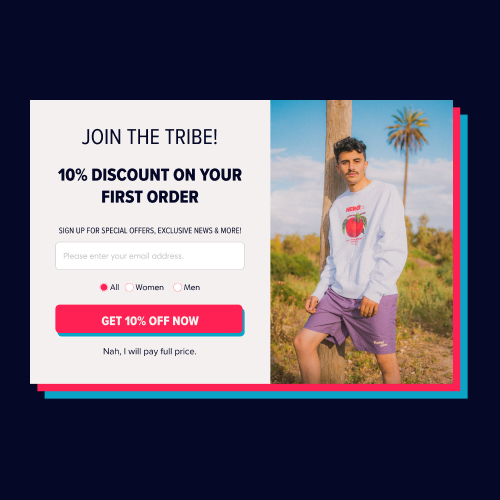 JOIN THE TRIBE!
10% DISCOUNT ON YOUR
FIRST ORDER
SIGN UP FOR SPECIAL OFFERS, EXCLUSIVE NEWS & MORE!
Please enter your email address.
All Women Men
GET 10% OFF NOW
Nah, I will pay full price.